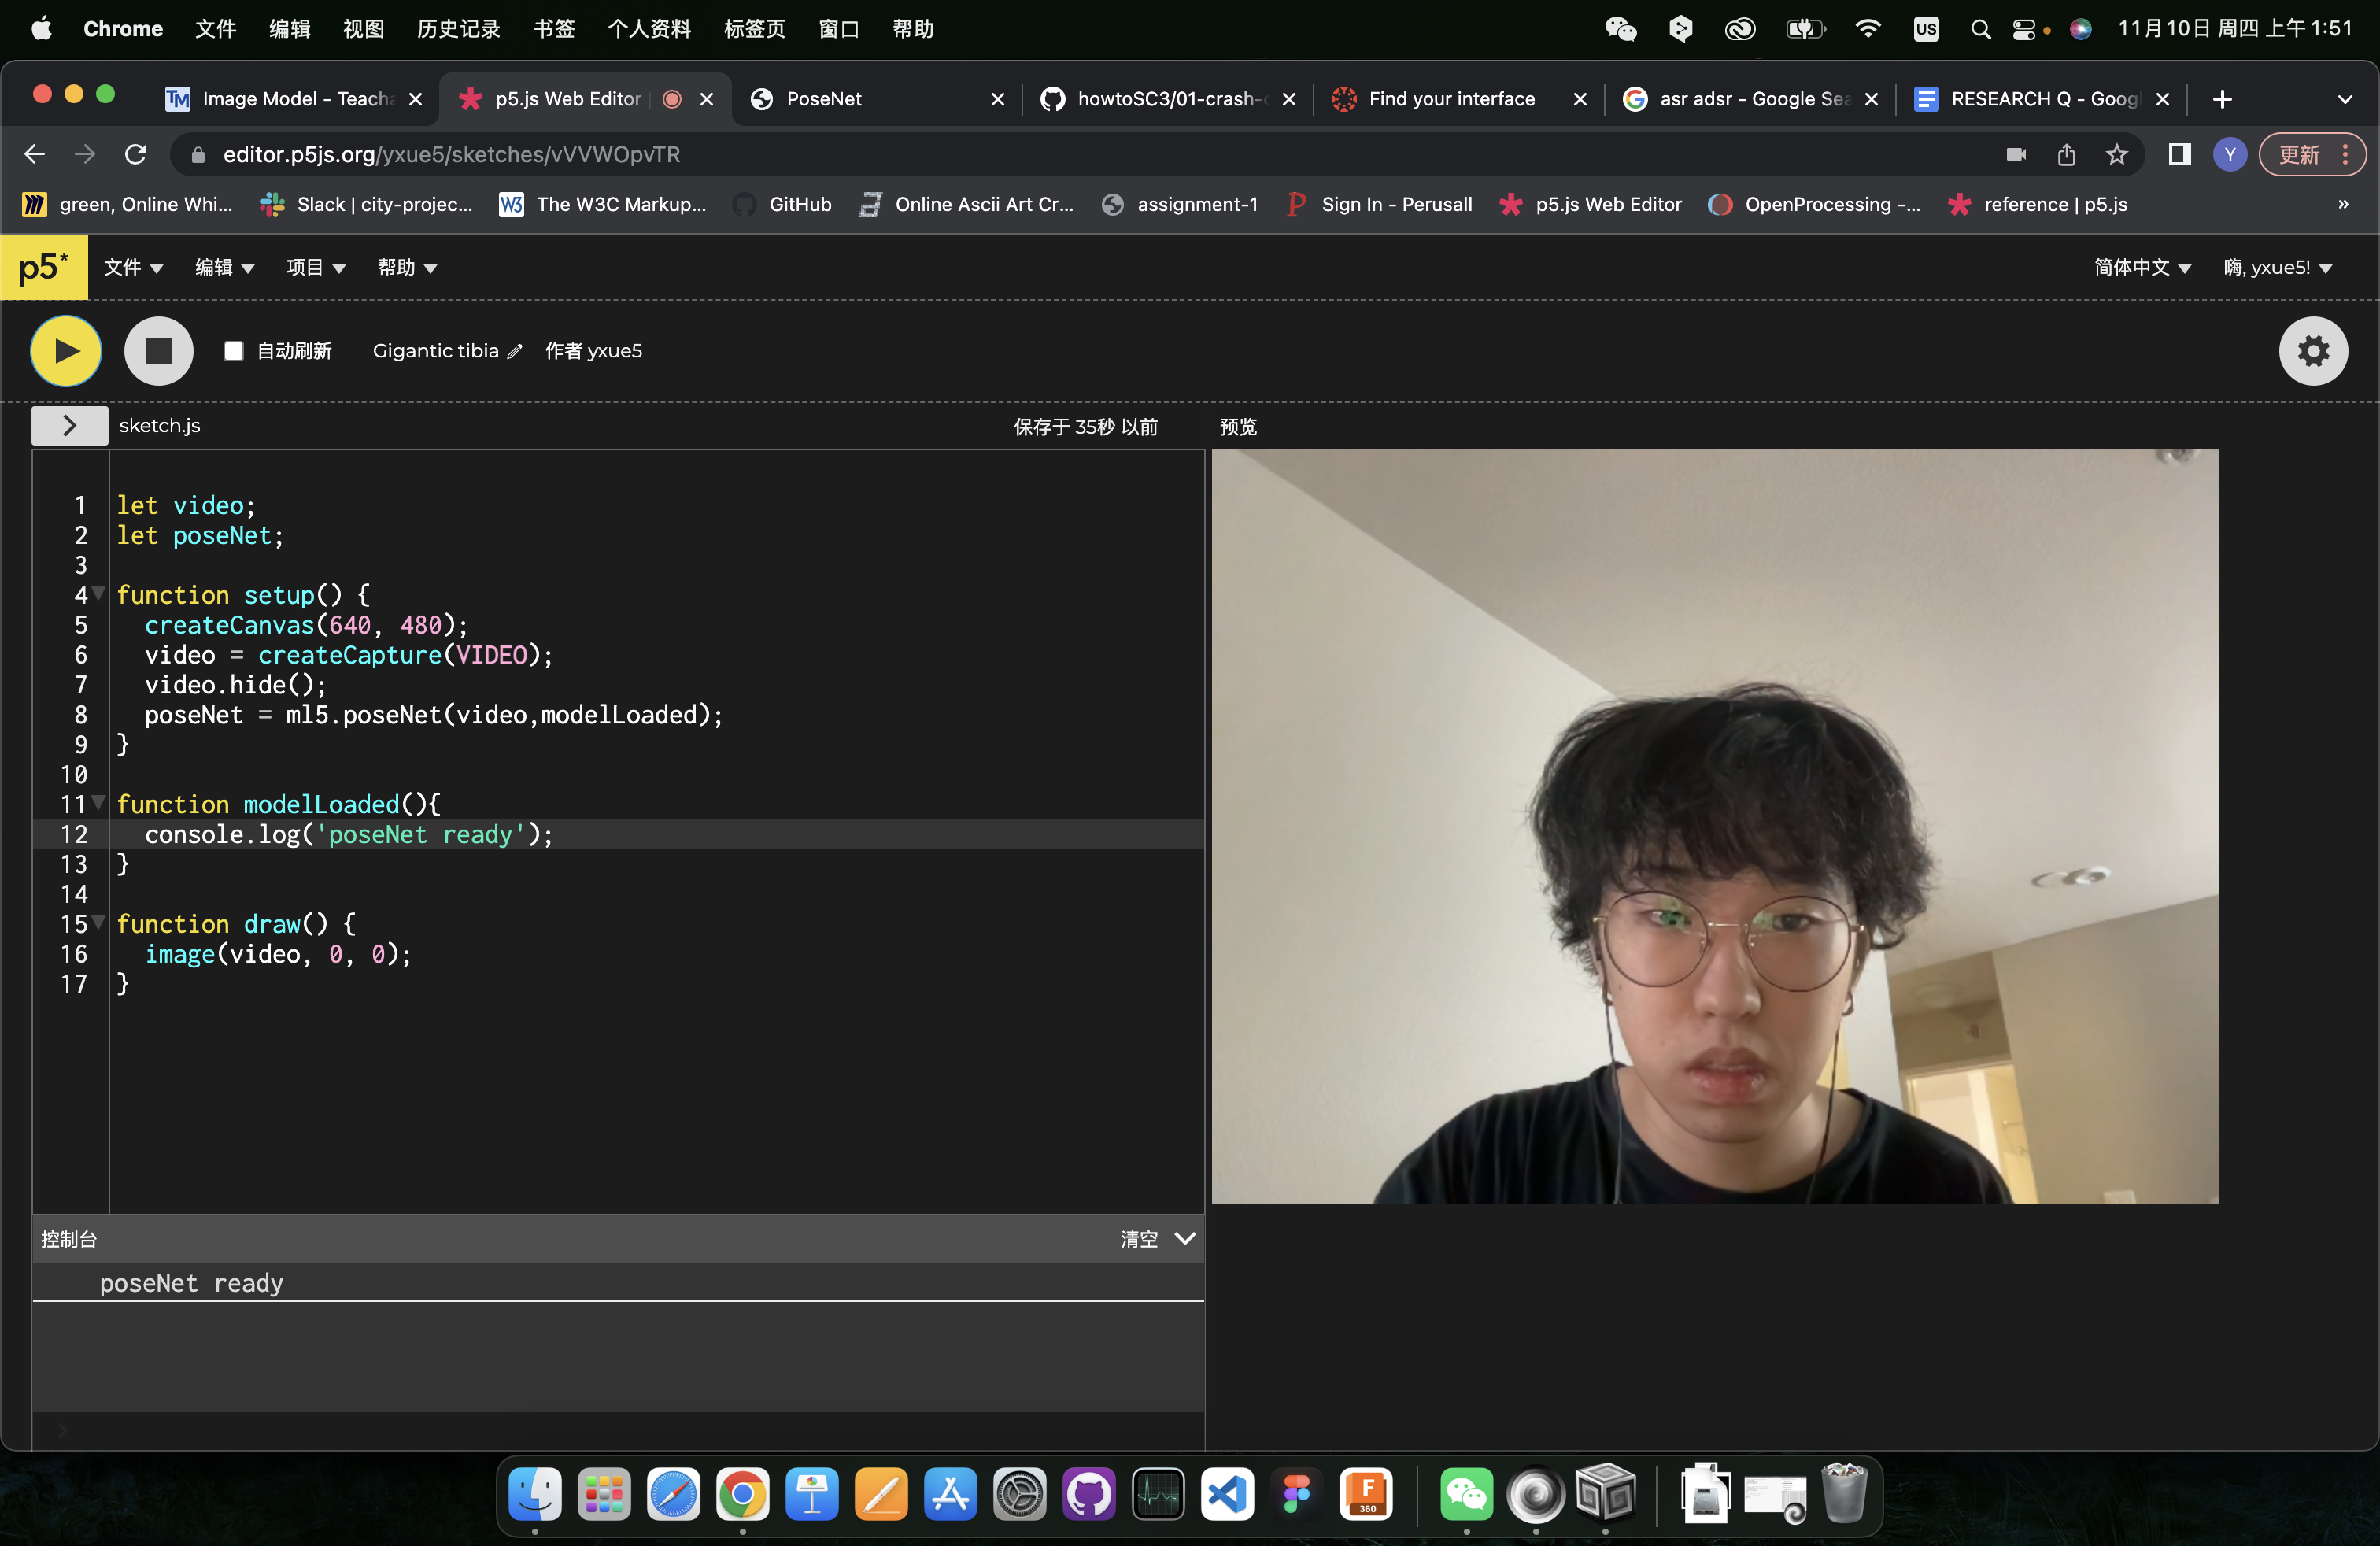 Chrome 文件 编辑 视图 历史记录 书签 个人资料 标签页 窗口 帮助 US 11月10日 周四 上午 1:51
TM Image Model - Teacha p5.js Web Editor PoseNet howtoSC3/01-crash-c Find your interface asr adsr - Google Sea RESEARCH Q - Googl
editor.p5js.org/yxue5/sketches/vVVWOpvTR Y 更新
green, Online Whi... Slack | city-projec... W3 The W3C Markup... GitHub Online Ascii Art Cr... assignment-1 P Sign In - Perusall p5.js Web Editor OpenProcessing -... reference | p5.js »
p5* 文件 编辑 项目 帮助 简体中文 嗨, yxue5!
自动刷新 Gigantic tibia 作者 yxue5
sketch.js 保存于 35秒 以前 预览
1 let video;
2 let poseNet;
3
4 function setup() {
5 createCanvas(640, 480);
6 video = createCapture(VIDEO);
7 video.hide();
8 poseNet = ml5.poseNet(video,modelLoaded);
9 }
10
11 function modelLoaded(){
12 console.log('poseNet ready');
13 }
14
15 function draw() {
16 image(video, 0, 0);
17 }
控制台 清空
poseNet ready
F
360